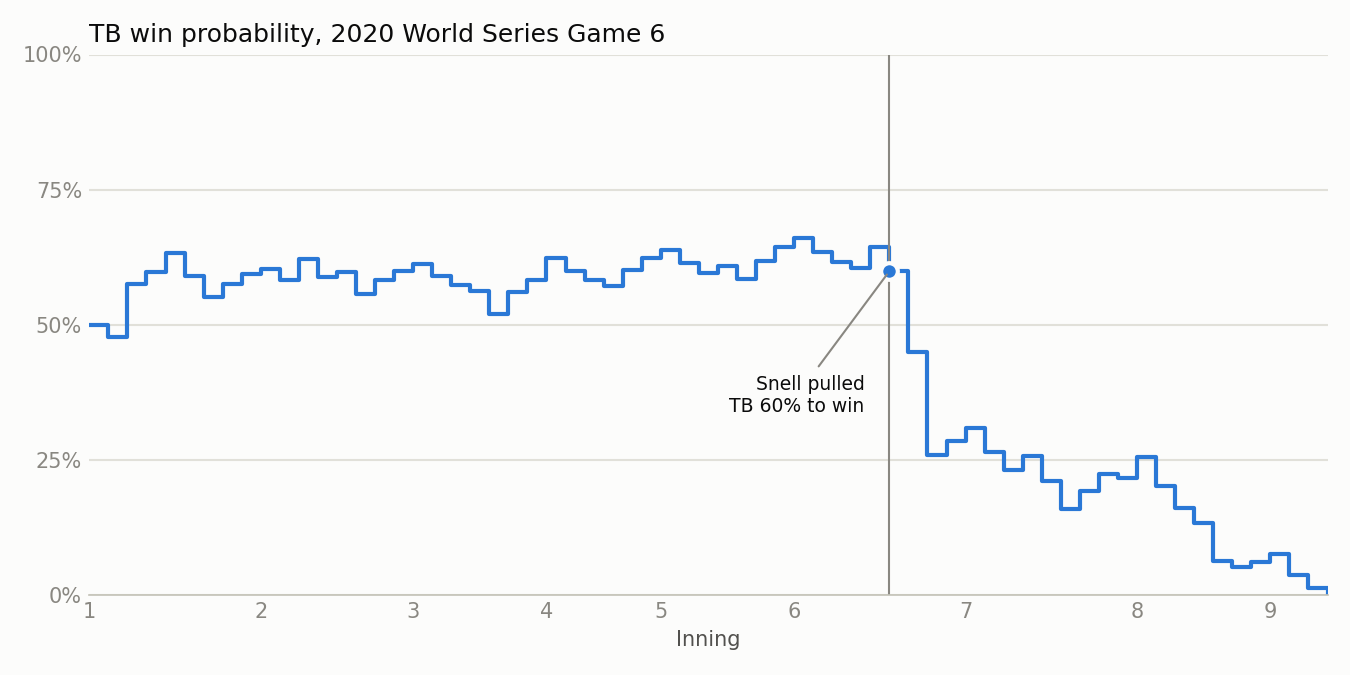 TB win probability, 2020 World Series Game 6
100%
75%
50%
25%
0%
Snell pulled
TB 60% to win
1 2 3 4 5 6 7 8 9
Inning